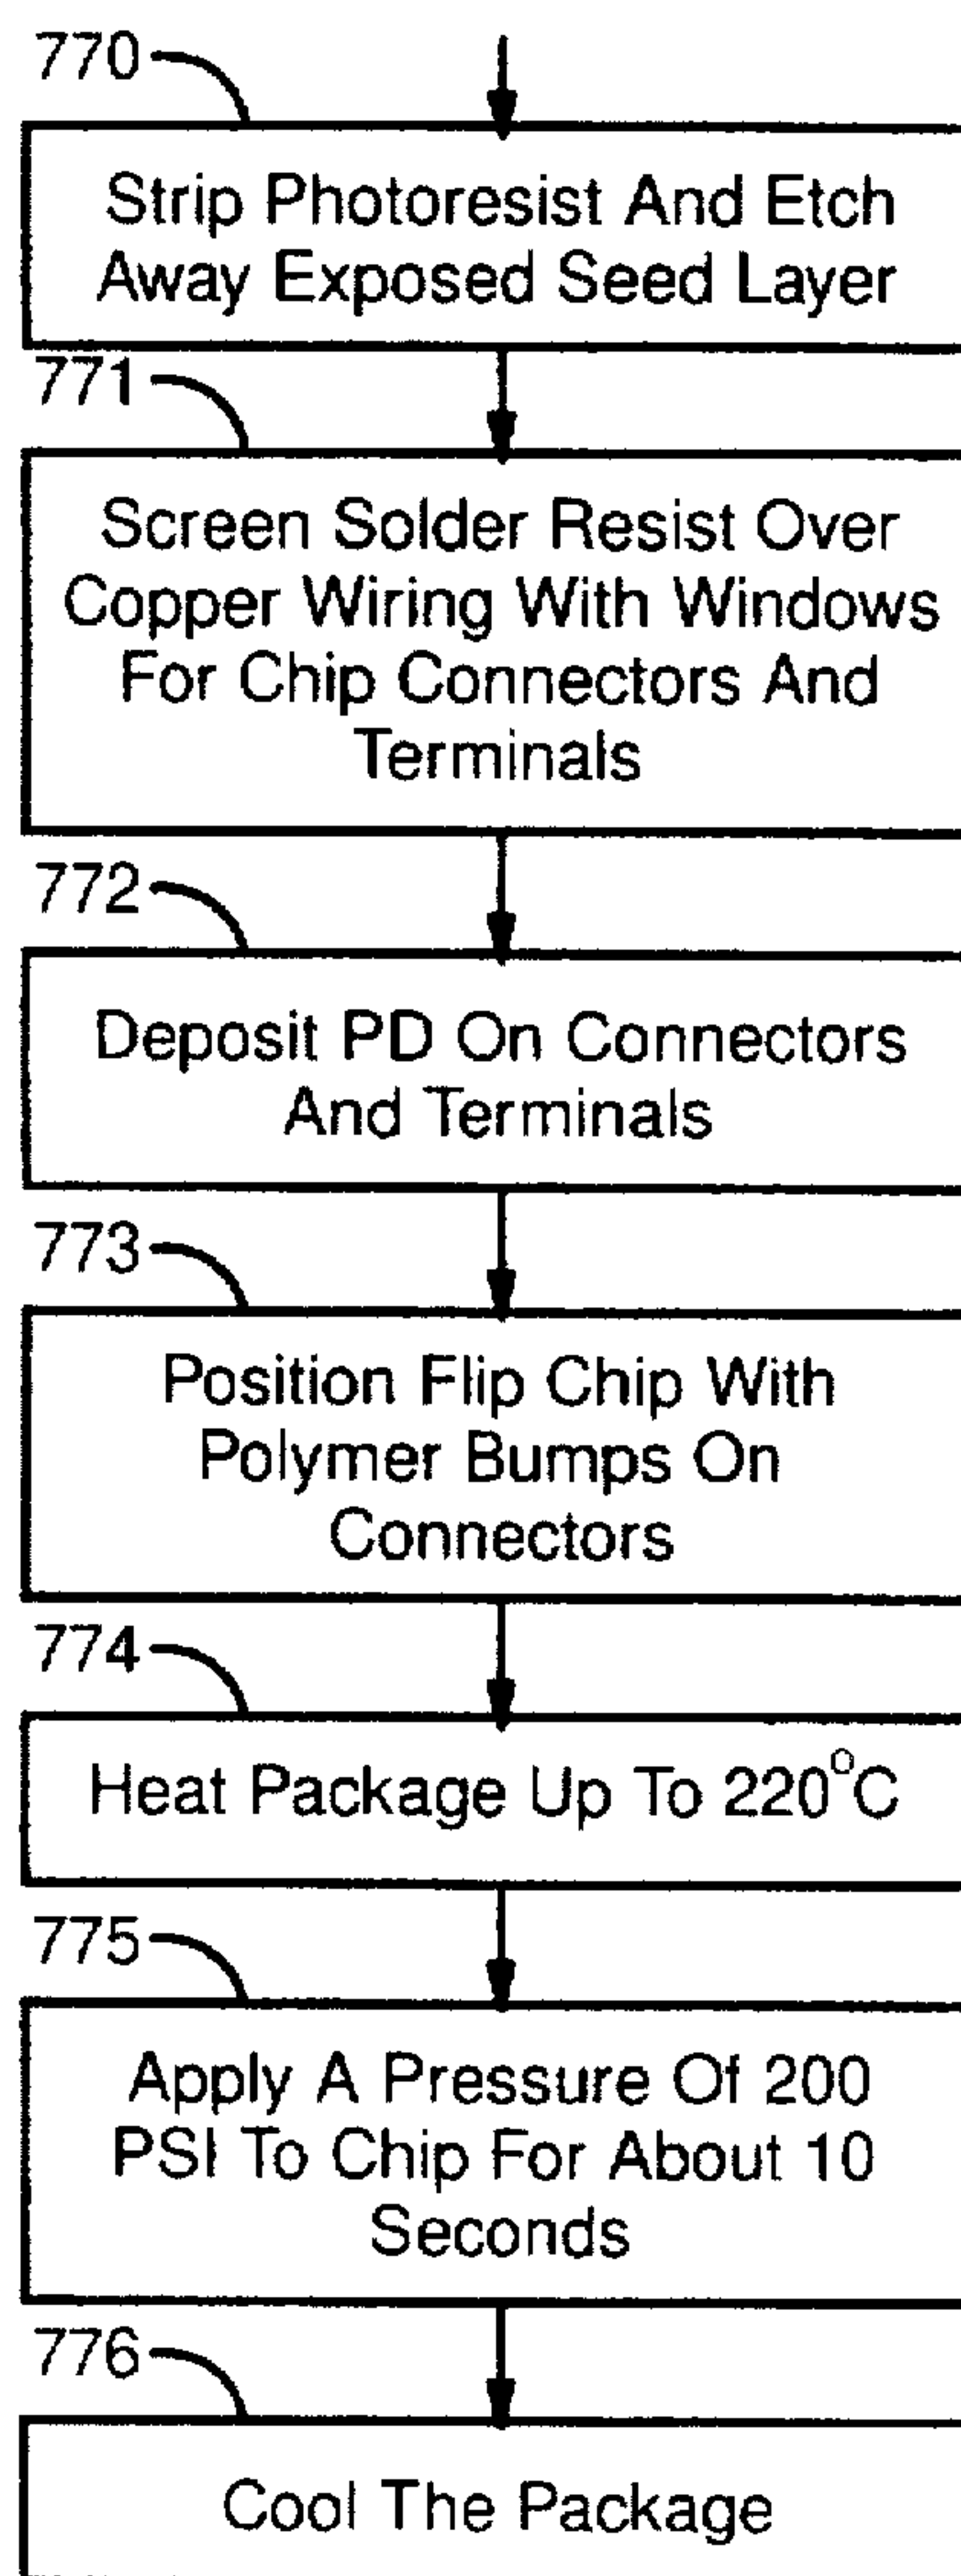 770
Strip Photoresist And Etch
Away Exposed Seed Layer
771
Screen Solder Resist Over
Copper Wiring With Windows
For Chip Connectors And
Terminals
772
Deposit PD On Connectors
And Terminals
773
Position Flip Chip With
Polymer Bumps On
Connectors
774
Heat Package Up To 220°C
775
Apply A Pressure Of 200
PSI To Chip For About 10
Seconds
776
Cool The Package